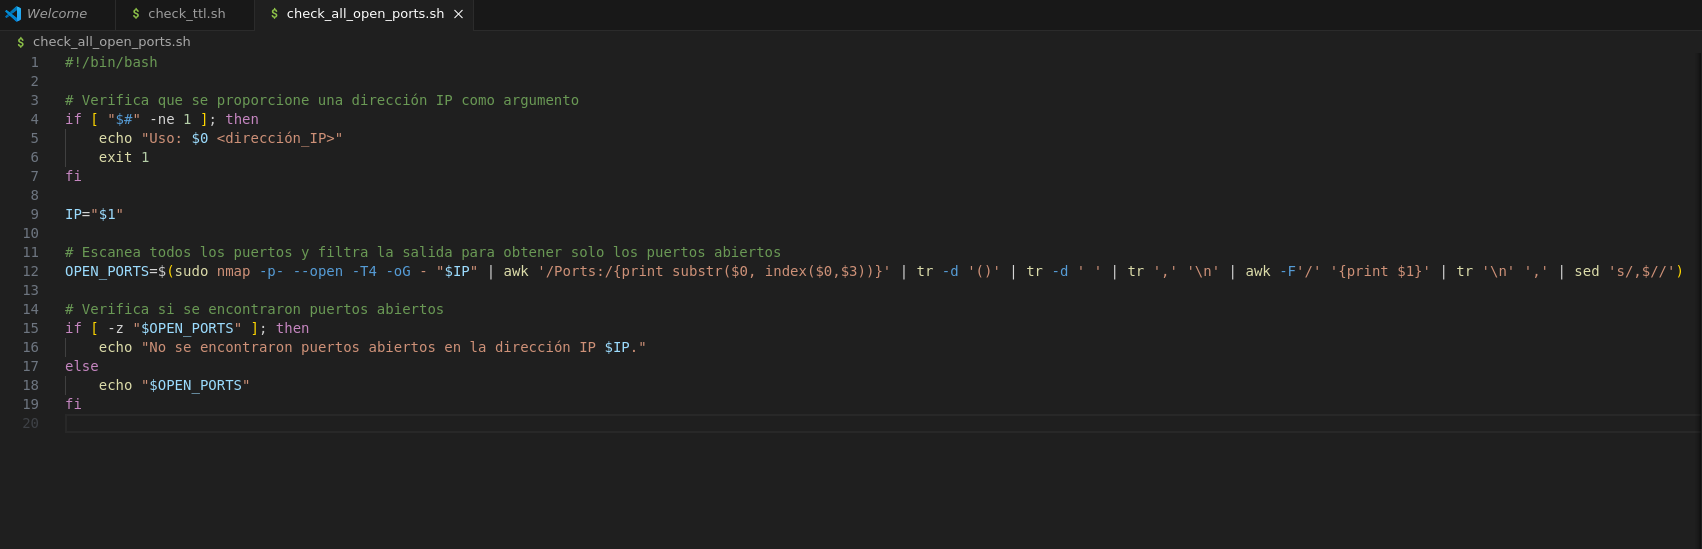 Welcome
$ check_ttl.sh
$ check_all_open_ports.sh ×
$ check_all_open_ports.sh
1 #!/bin/bash
2
3 # Verifica que se proporcione una dirección IP como argumento
4 if [ "$#" -ne 1 ]; then
5     echo "Uso: $0 <dirección_IP>"
6     exit 1
7 fi
8
9 IP="$1"
10
11 # Escanea todos los puertos y filtra la salida para obtener solo los puertos abiertos
12 OPEN_PORTS=$(sudo nmap -p- --open -T4 -oG - "$IP" | awk '/Ports:/{print substr($0, index($0,$3))}' | tr -d '()' | tr -d ' ' | tr ',' '\n' | awk -F'/' '{print $1}' | tr '\n' ',' | sed 's/,$//')
13
14 # Verifica si se encontraron puertos abiertos
15 if [ -z "$OPEN_PORTS" ]; then
16     echo "No se encontraron puertos abiertos en la dirección IP $IP."
17 else
18     echo "$OPEN_PORTS"
19 fi
20